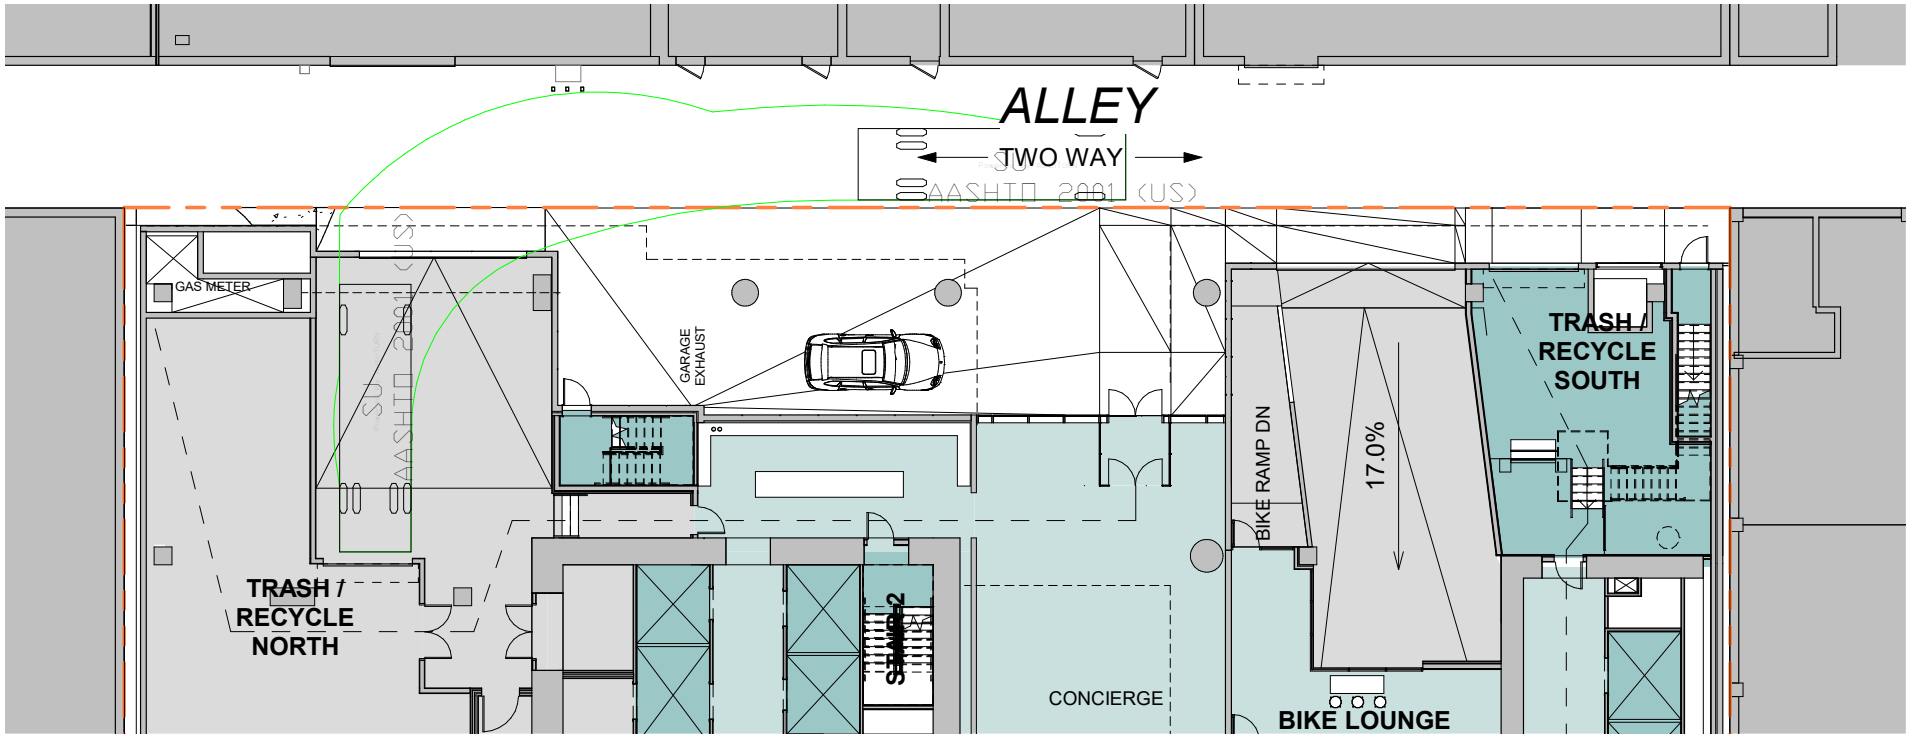 ALLEY
TWO WAY
SU
AASHTO 2001 (US)
GAS METER
SU
AASHTO 2001 (US)
GARAGE
EXHAUST
TRASH /
RECYCLE
SOUTH
BIKE RAMP DN
17.0%
TRASH /
RECYCLE
NORTH
CONCIERGE
BIKE LOUNGE